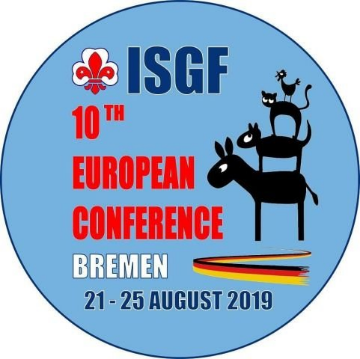 ISGF
10TH
EUROPEAN
CONFERENCE
BREMEN
21 - 25 AUGUST 2019